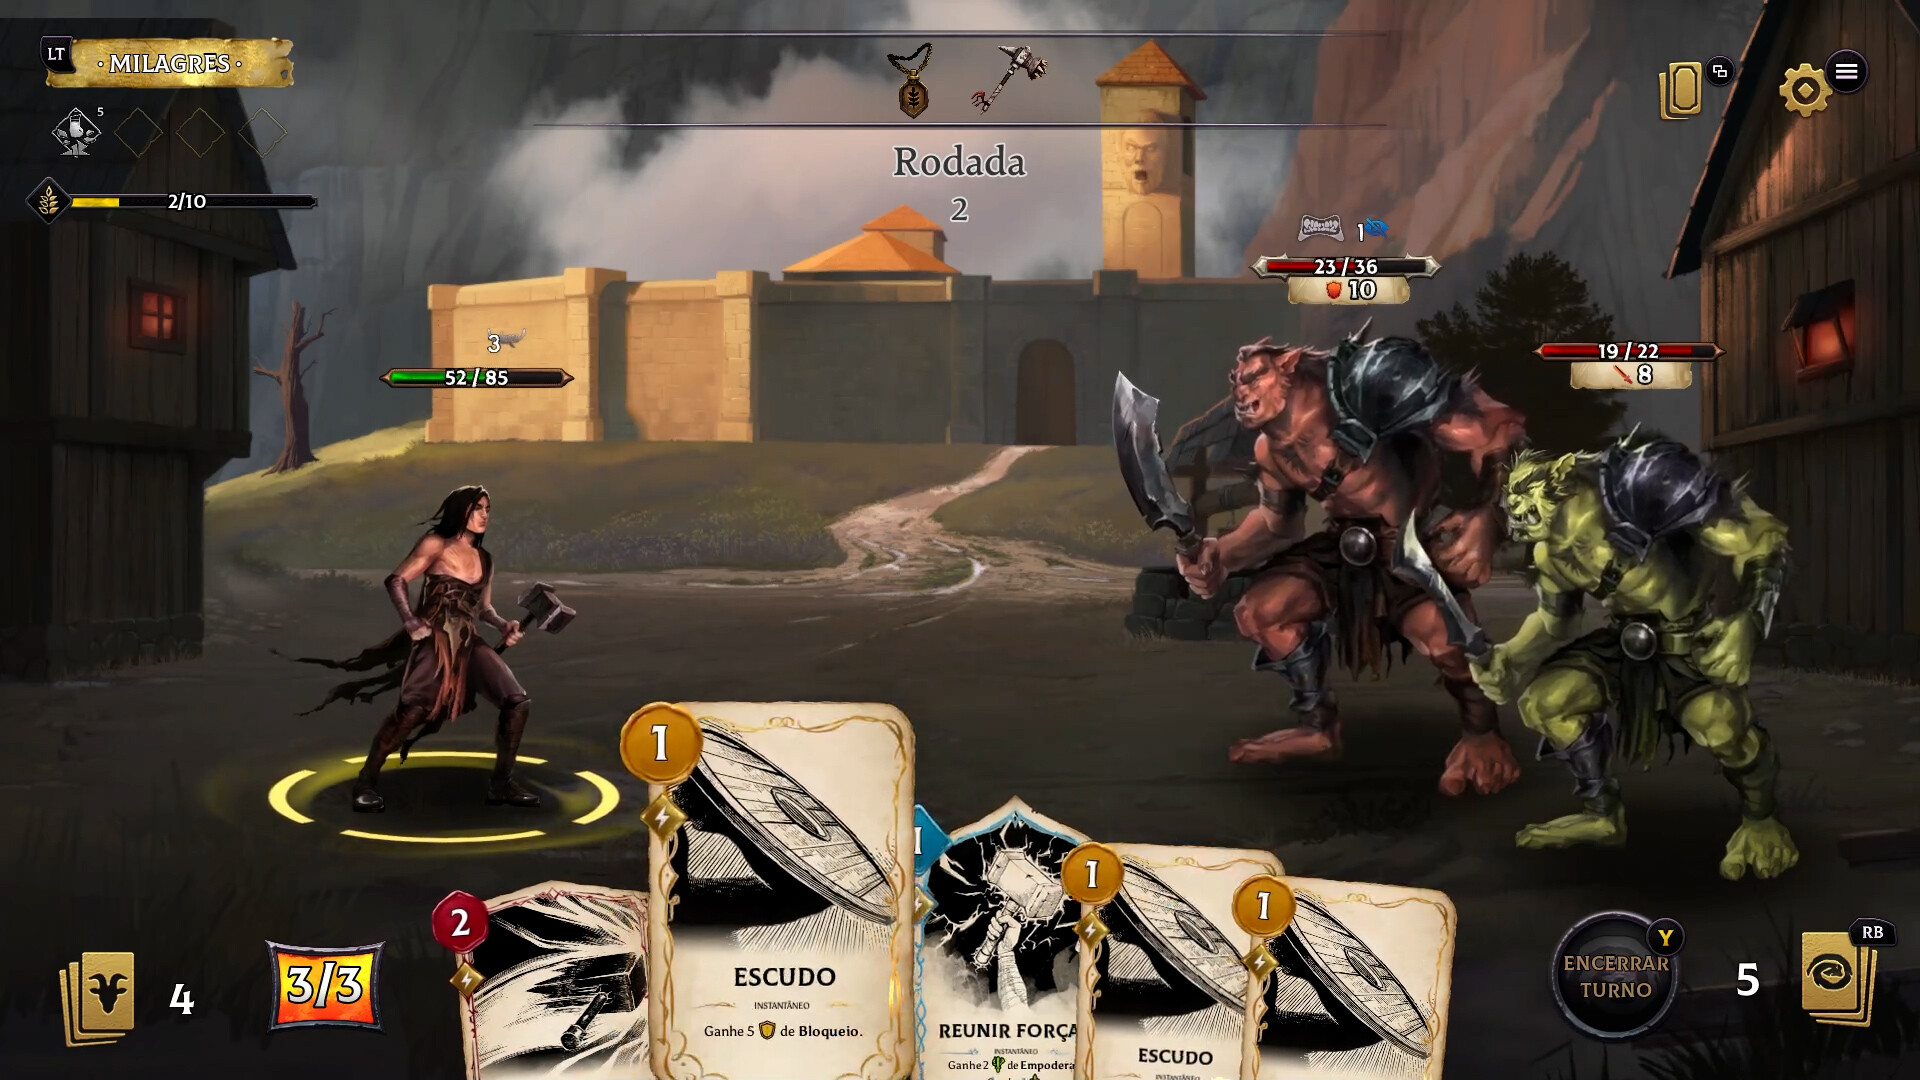 LT
· MILAGRES ·
5
2/10
Rodada
2
1
23 / 36
10
3
52 / 85
19 / 22
8
1
ESCUDO
INSTANTÂNEO
Ganhe 5 de Bloqueio.
2
1
REUNIR FORÇA
INSTANTÂNEO
Ganhe 2 de Empodera
1
ESCUDO
INSTANTÂNEO
1
4
3/3
Y
ENCERRAR
TURNO
5
RB